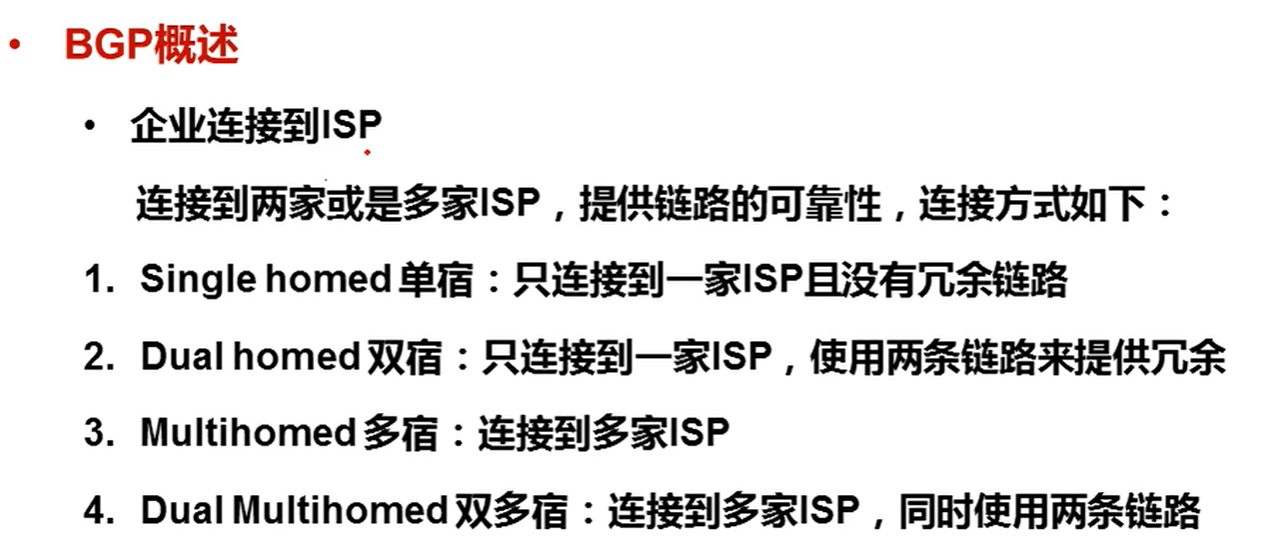 • BGP概述
• 企业连接到ISP
连接到两家或是多家ISP，提供链路的可靠性，连接方式如下：
1. Single homed 单宿：只连接到一家ISP且没有冗余链路
2. Dual homed 双宿：只连接到一家ISP，使用两条链路来提供冗余
3. Multihomed 多宿：连接到多家ISP
4. Dual Multihomed 双多宿：连接到多家ISP，同时使用两条链路